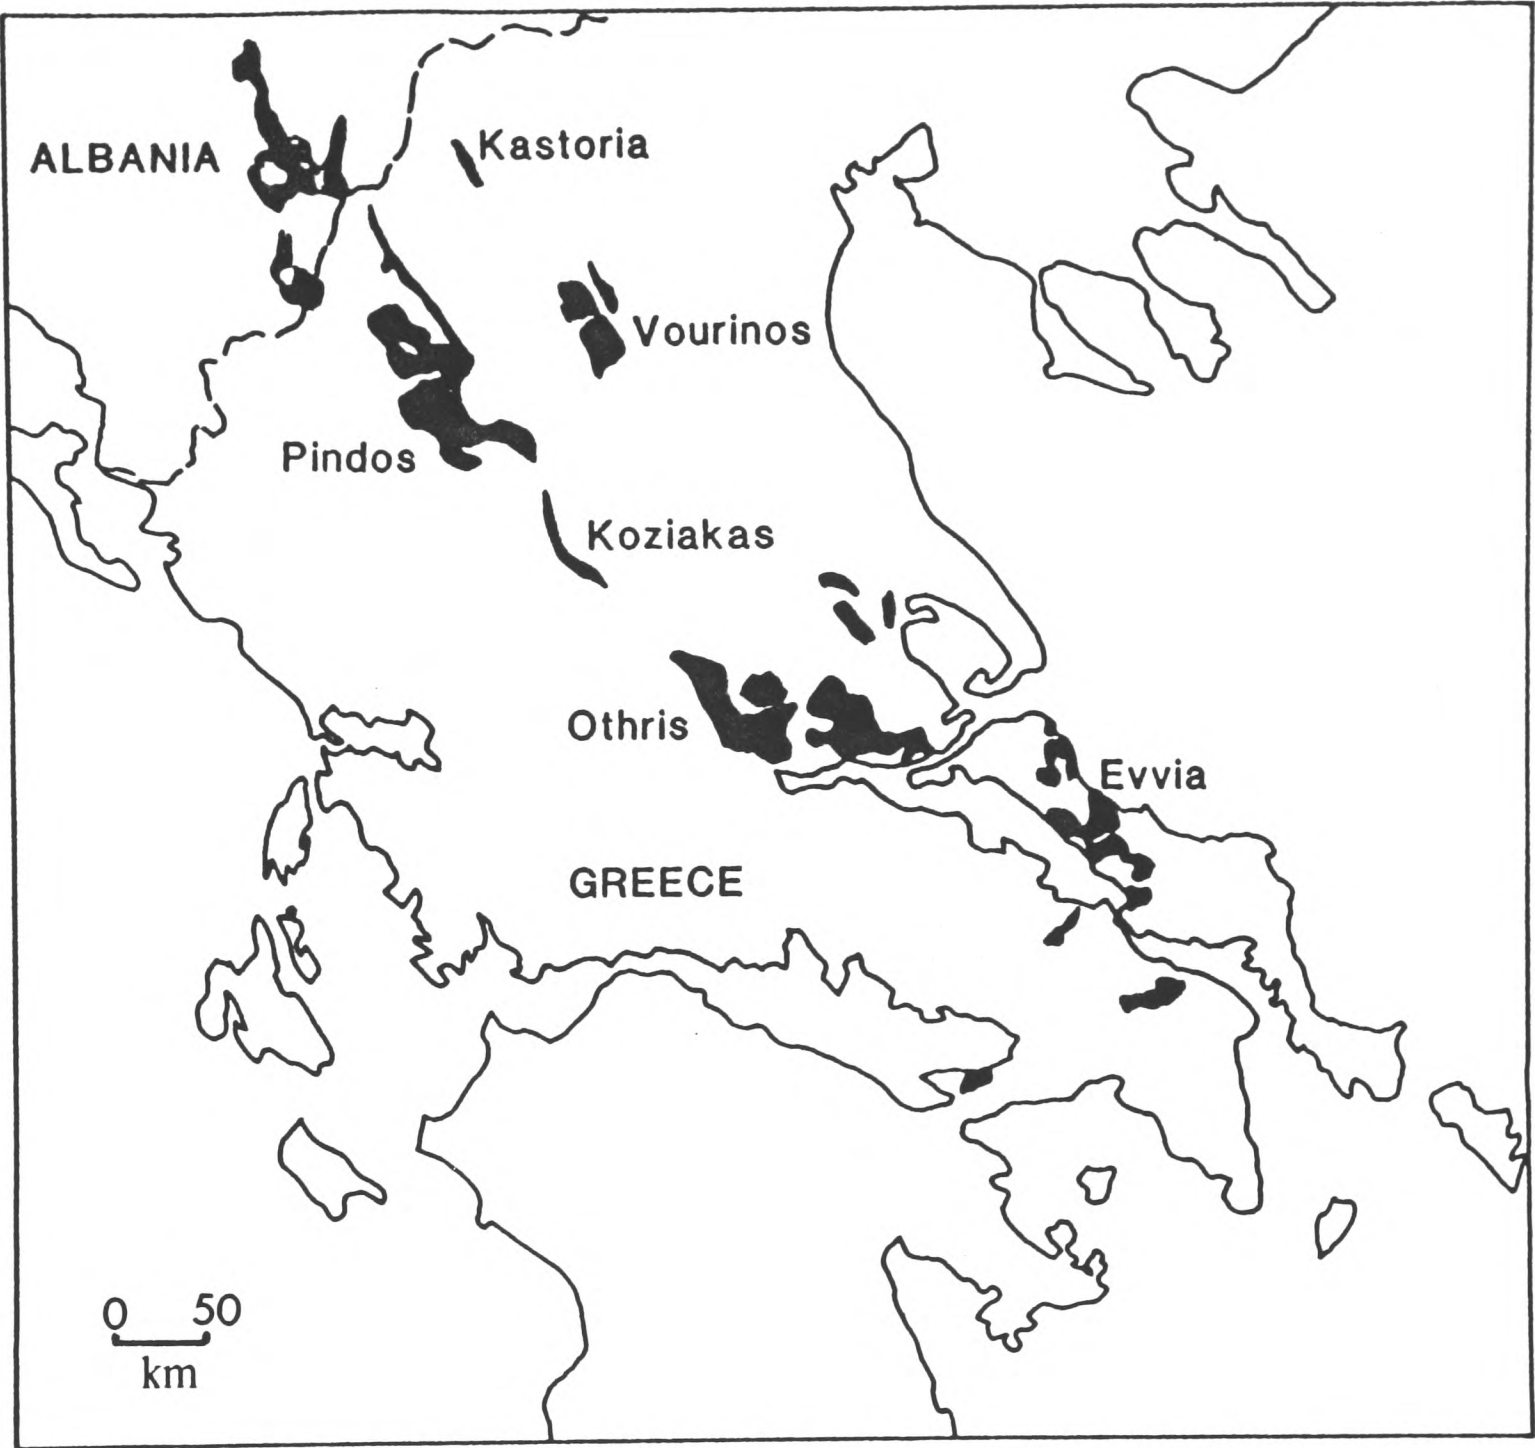 ALBANIA
Kastoria
Vourinos
Pindos
Koziakas
Othris
Evvia
GREECE
0 50
km